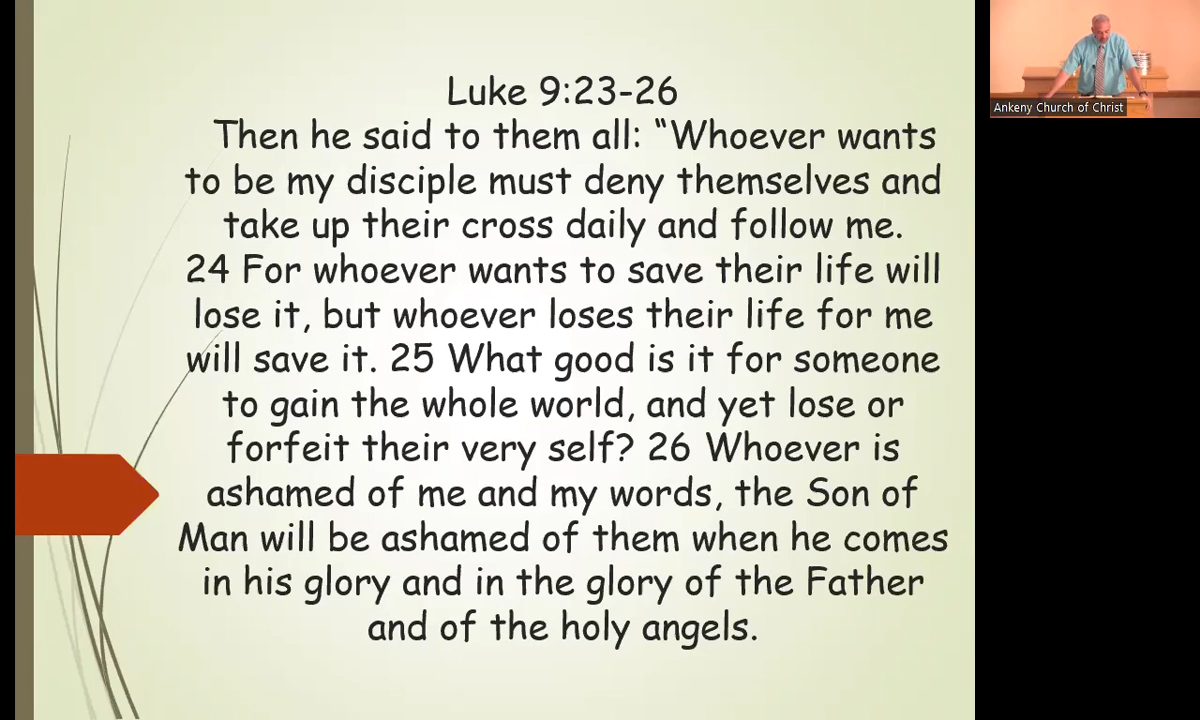 Luke 9:23-26
Then he said to them all: “Whoever wants
to be my disciple must deny themselves and
take up their cross daily and follow me.
24 For whoever wants to save their life will
lose it, but whoever loses their life for me
will save it. 25 What good is it for someone
to gain the whole world, and yet lose or
forfeit their very self? 26 Whoever is
ashamed of me and my words, the Son of
Man will be ashamed of them when he comes
in his glory and in the glory of the Father
and of the holy angels.
Ankeny Church of Christ